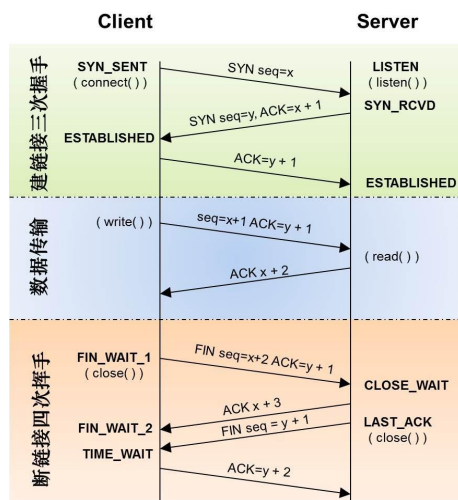 Client Server
建链接三次握手
SYN_SENT
( connect( ) )
SYN seq=x
LISTEN
( listen( ) )
SYN_RCVD
SYN seq=y, ACK=x + 1
ESTABLISHED
ACK=y + 1
ESTABLISHED
数据传输
( write( ) )
seq=x+1 ACK=y + 1
( read( ) )
ACK x + 2
断链接四次挥手
FIN_WAIT_1
( close( ) )
FIN seq=x+2 ACK=y + 1
CLOSE_WAIT
ACK x + 3
FIN_WAIT_2
FIN seq = y + 1
LAST_ACK
( close( ) )
TIME_WAIT
ACK=y + 2